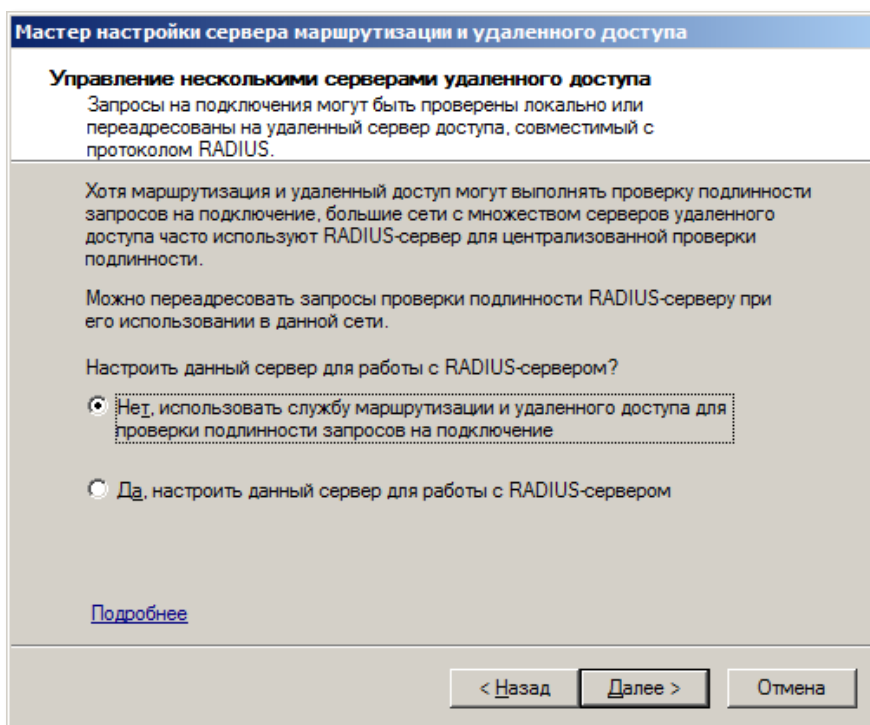 Мастер настройки сервера маршрутизации и удаленного доступа
Управление несколькими серверами удаленного доступа
Запросы на подключения могут быть проверены локально или
переадресованы на удаленный сервер доступа, совместимый с
протоколом RADIUS.
Хотя маршрутизация и удаленный доступ могут выполнять проверку подлинности
запросов на подключение, большие сети с множеством серверов удаленного
доступа часто используют RADIUS-сервер для централизованной проверки
подлинности.
Можно переадресовать запросы проверки подлинности RADIUS-серверу при
его использовании в данной сети.
Настроить данный сервер для работы с RADIUS-сервером?
Нет, использовать службу маршрутизации и удаленного доступа для
проверки подлинности запросов на подключение
Да, настроить данный сервер для работы с RADIUS-сервером
Подробнее
< Назад Далее > Отмена